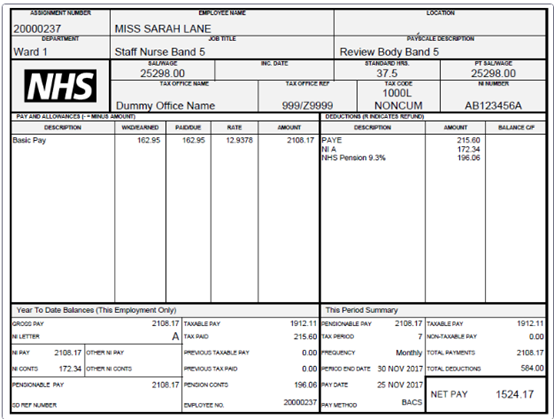 ASSIGNMENT NUMBER EMPLOYEE NAME LOCATION
20000237 MISS SARAH LANE
DEPARTMENT JOB TITLE PAYSCALE DESCRIPTION
Ward 1 Staff Nurse Band 5 Review Body Band 5
SAL/WAGE INC. DATE STANDARD HRS. PT SAL/WAGE
25298.00 37.5 25298.00
NHS
TAX OFFICE NAME TAX OFFICE REF TAX CODE NI NUMBER
1000L
Dummy Office Name 999/Z9999 NONCUM AB123456A
PAY AND ALLOWANCES (- = MINUS AMOUNT) DEDUCTIONS (R INDICATES REFUND)
DESCRIPTION WKD/EARNED PAID/DUE RATE AMOUNT DESCRIPTION AMOUNT BALANCE C/F
Basic Pay 162.95 162.95 12.9378 2108.17 PAYE 215.60
NI A 172.34
NHS Pension 9.3% 196.06
Year To Date Balances (This Employment Only) This Period Summary
GROSS PAY 2108.17 TAXABLE PAY 1912.11 PENSIONABLE PAY 2108.17 TAXABLE PAY 1912.11
NI LETTER A TAX PAID 215.60 TAX PERIOD 7 NON-TAXABLE PAY 0.00
NI PAY 2108.17 OTHER NI PAY PREVIOUS TAXABLE PAY 0.00 FREQUENCY Monthly TOTAL PAYMENTS 2108.17
NI CONTS 172.34 OTHER NI CONTS PREVIOUS TAX PAID 0.00 PERIOD END DATE 30 NOV 2017 TOTAL DEDUCTIONS 584.00
PENSIONABLE PAY 2108.17 PENSION CONTS 196.06 PAY DATE 25 NOV 2017 NET PAY 1524.17
SD REF NUMBER EMPLOYEE NO. 20000237 PAY METHOD BACS